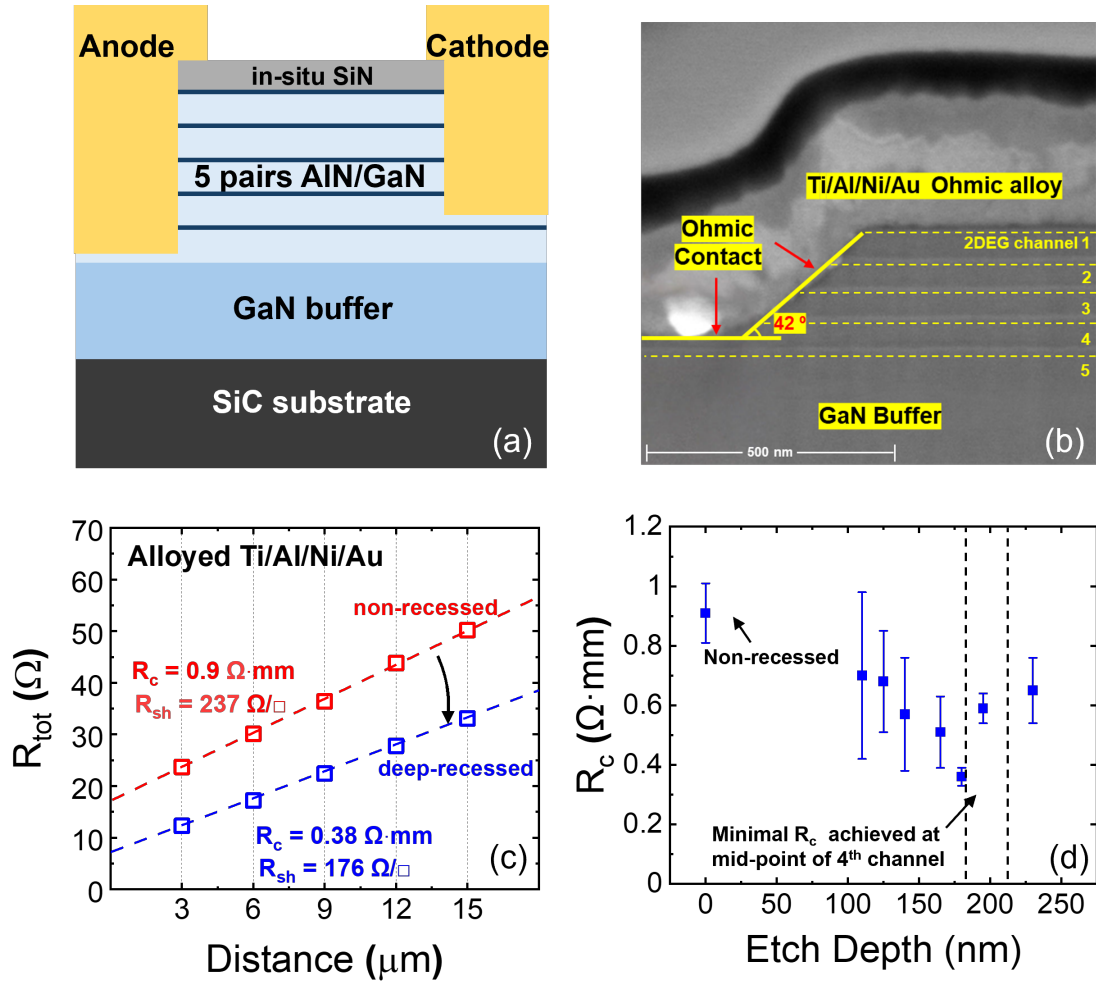 Anode
Cathode
in-situ SiN
5 pairs AlN/GaN
GaN buffer
SiC substrate
(a)
Ti/Al/Ni/Au Ohmic alloy
Ohmic
Contact
2DEG channel 1
2
3
4
5
42 º
GaN Buffer
500 nm
(b)
70
60
50
40
30
20
10
0
R_tot (Ω)
Alloyed Ti/Al/Ni/Au
non-recessed
R_c = 0.9 Ω·mm
R_sh = 237 Ω/□
deep-recessed
R_c = 0.38 Ω·mm
R_sh = 176 Ω/□
(c)
3
6
9
12
15
Distance (μm)
1.2
1
0.8
0.6
0.4
0.2
0
R_c (Ω·mm)
Non-recessed
Minimal R_c achieved at
mid-point of 4th channel
(d)
0
50
100
150
200
250
Etch Depth (nm)